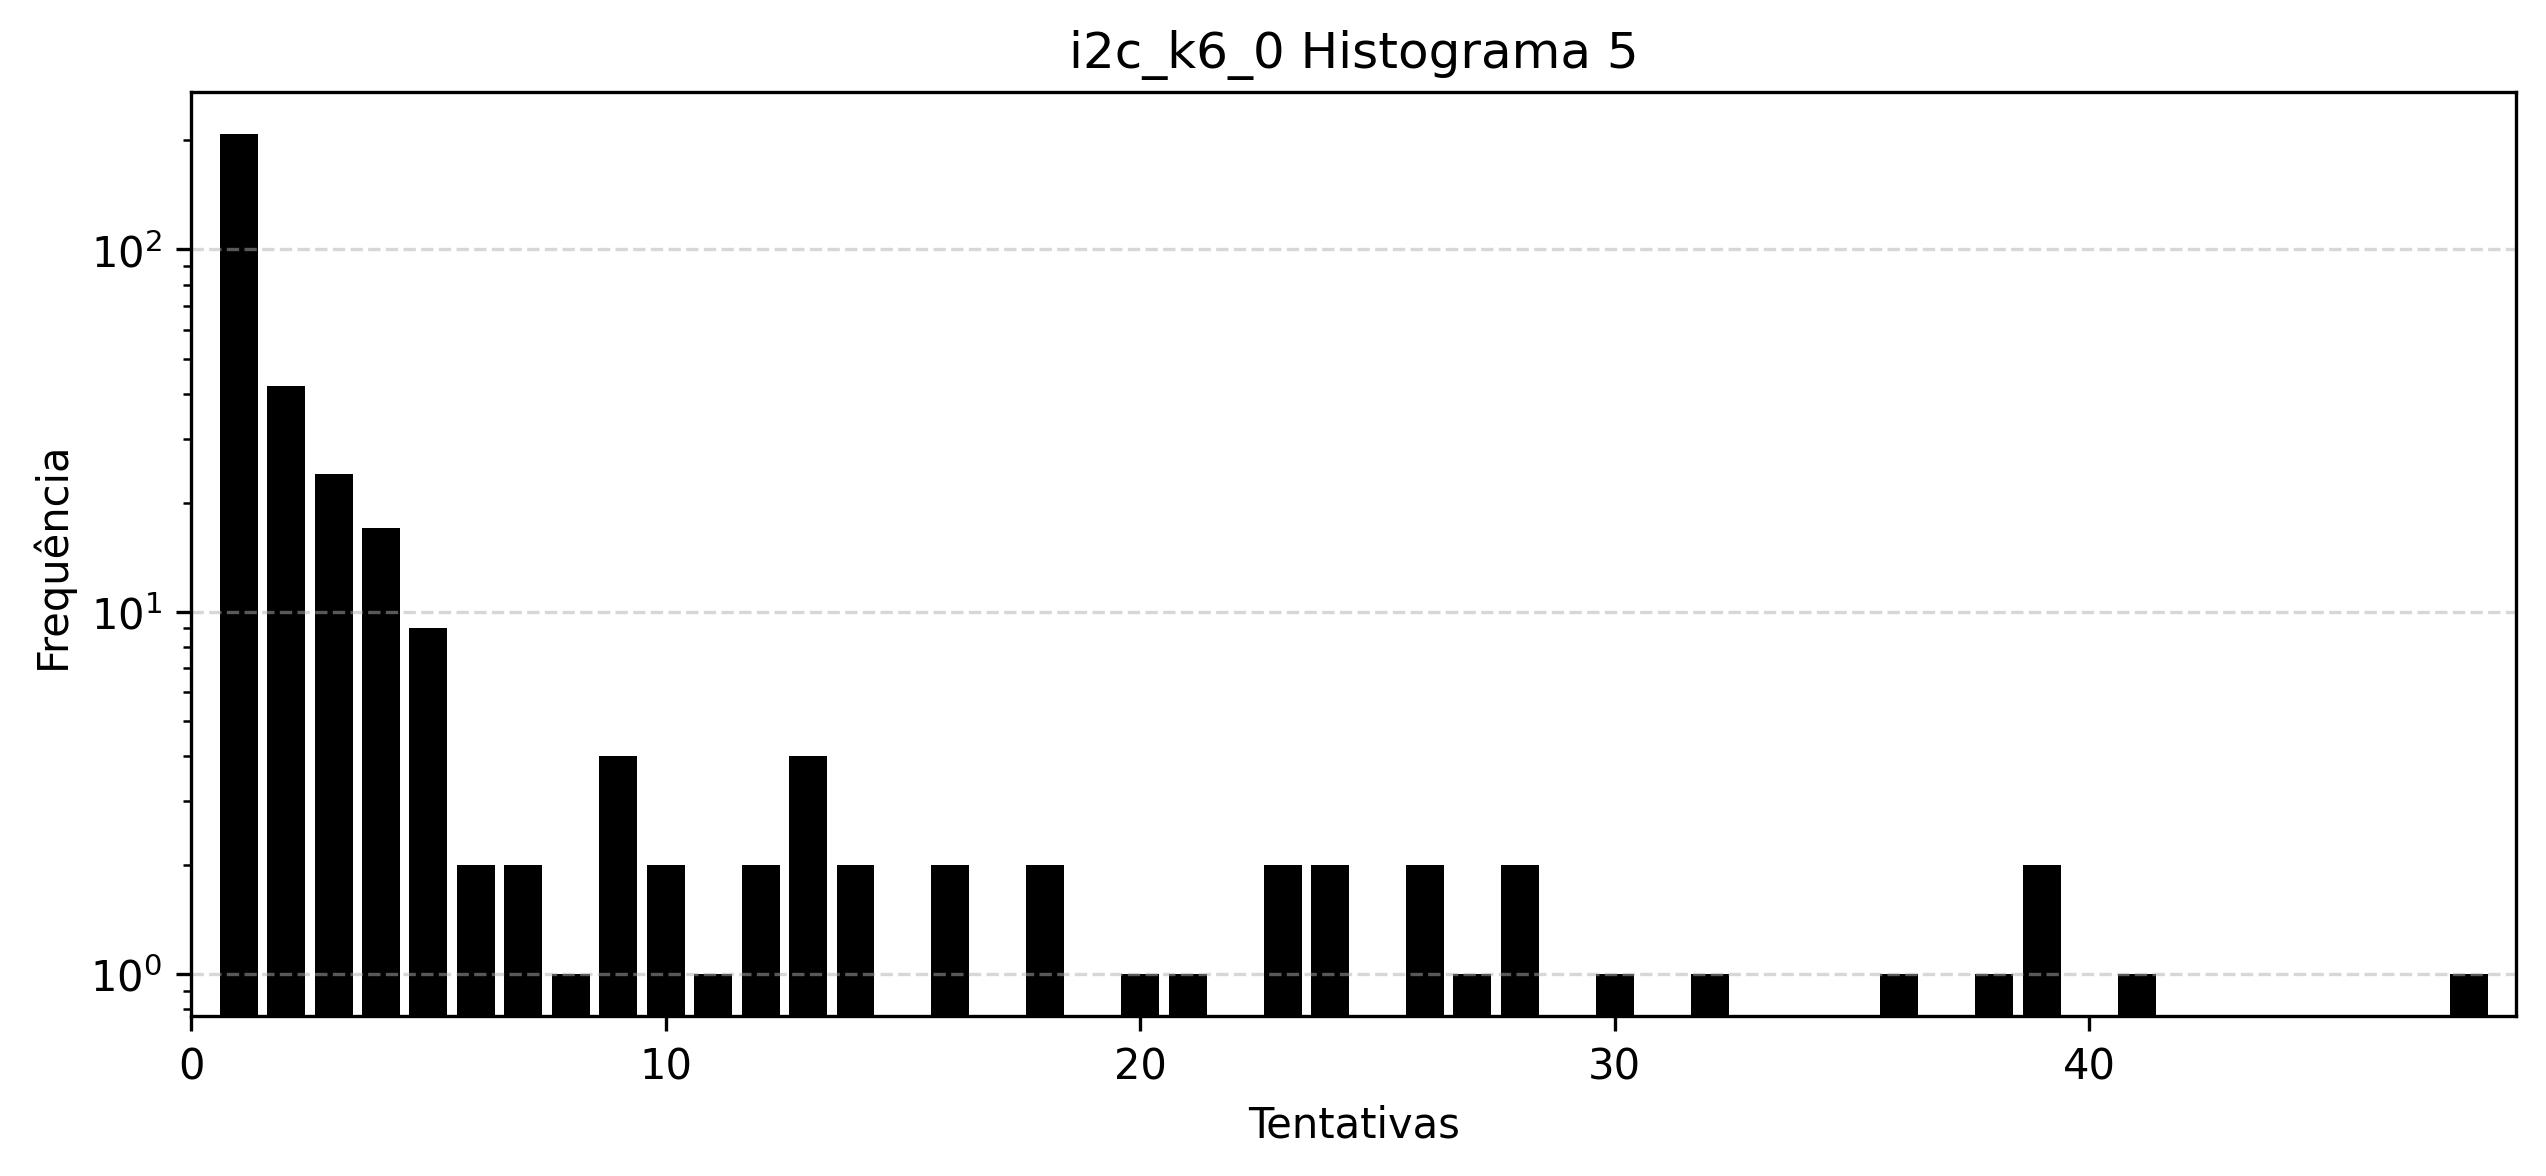 i2c_k6_0 Histograma 5
Frequência
10²
10¹
10⁰
0 10 20 30 40
Tentativas